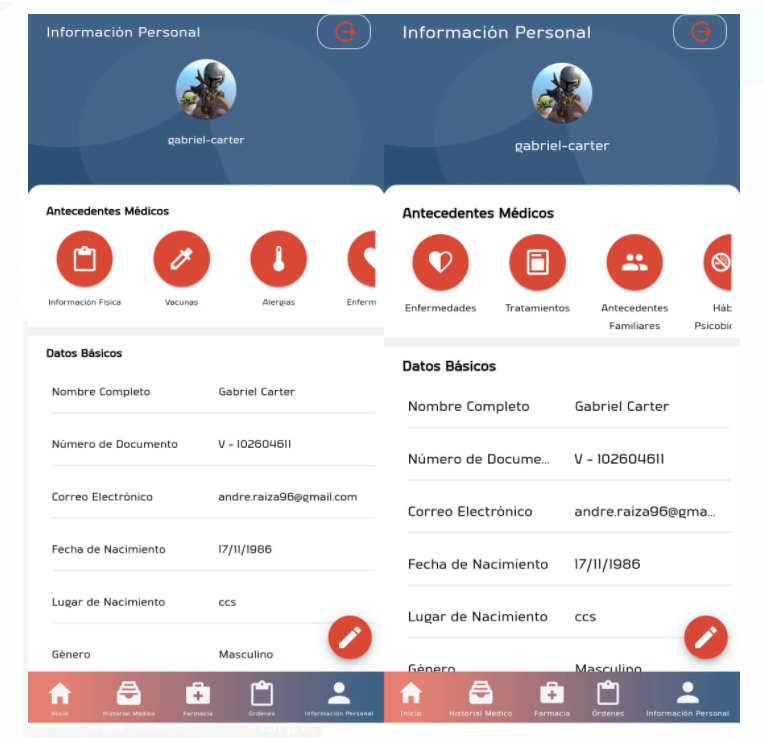 Información Personal
gabriel-carter
Antecedentes Médicos
Información Física
Vacunas
Alergias
Enferm
Datos Básicos
Nombre Completo
Gabriel Carter
Número de Documento
V - 102604611
Correo Electrónico
andre.raiza96@gmail.com
Fecha de Nacimiento
17/11/1986
Lugar de Nacimiento
ccs
Género
Masculino
Inicio
Historial Médico
Farmacia
Órdenes
Información Personal
Información Personal
gabriel-carter
Antecedentes Médicos
Enfermedades
Tratamientos
Antecedentes
Familiares
Háb
Psicobio
Datos Básicos
Nombre Completo
Gabriel Carter
Número de Docume...
V - 102604611
Correo Electrónico
andre.raiza96@gma...
Fecha de Nacimiento
17/11/1986
Lugar de Nacimiento
ccs
Género
Masculino
Inicio
Historial Médico
Farmacia
Órdenes
Información Personal